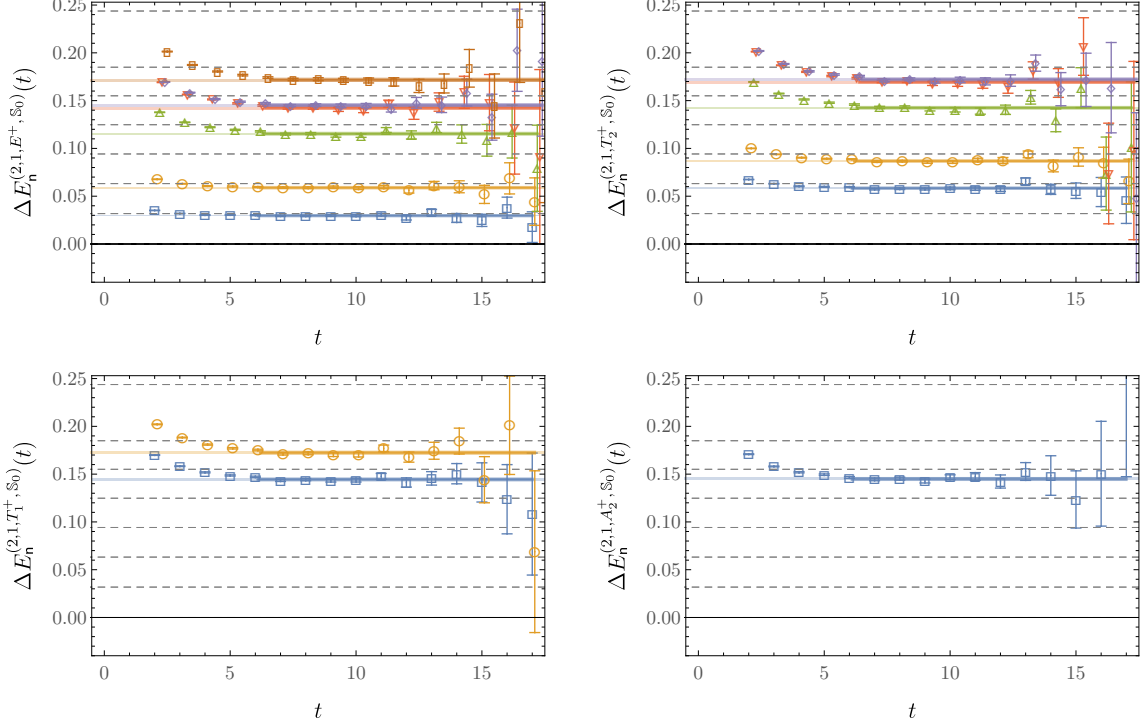 0.25
0.20
0.15
0.10
0.05
0.00
0 5 10 15
t
ΔE_n^{(2,1,E^+,𝕊_0)}(t)
0.25
0.20
0.15
0.10
0.05
0.00
0 5 10 15
t
ΔE_n^{(2,1,T_2^+,𝕊_0)}(t)
0.25
0.20
0.15
0.10
0.05
0.00
0 5 10 15
t
ΔE_n^{(2,1,T_1^+,𝕊_0)}(t)
0.25
0.20
0.15
0.10
0.05
0.00
0 5 10 15
t
ΔE_n^{(2,1,A_2^+,𝕊_0)}(t)